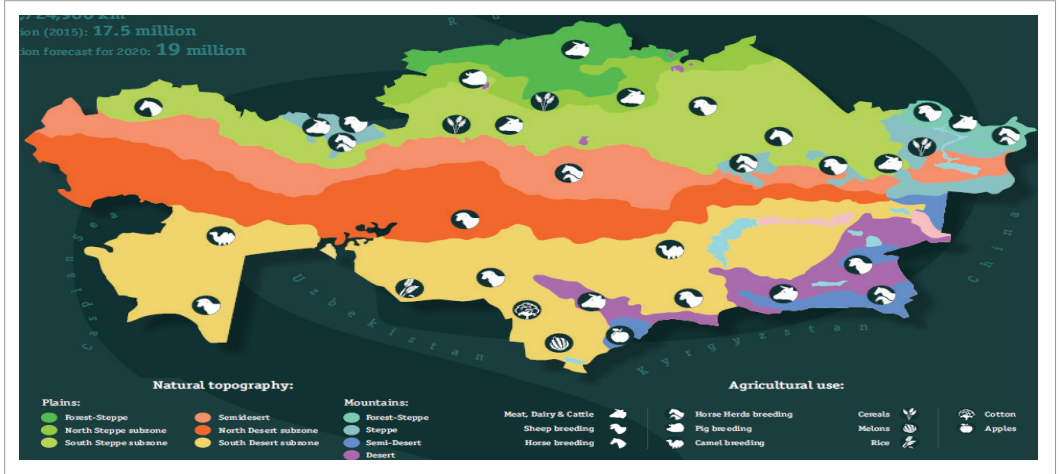 ,724,900 km
ion (2015): 17.5 million
ion forecast for 2020: 19 million
R u
Caspian Sea
Uzbekistan
Kyrgyzstan
China
Natural topography:
Plains:
Forest-Steppe
North Steppe subzone
South Steppe subzone
Semidesert
North Desert subzone
South Desert subzone
Mountains:
Forest-Steppe
Steppe
Semi-Desert
Desert
Agricultural use:
Meat, Dairy & Cattle
Sheep breeding
Horse breeding
Horse Herds breeding
Pig breeding
Camel breeding
Cereals
Melons
Rice
Cotton
Apples